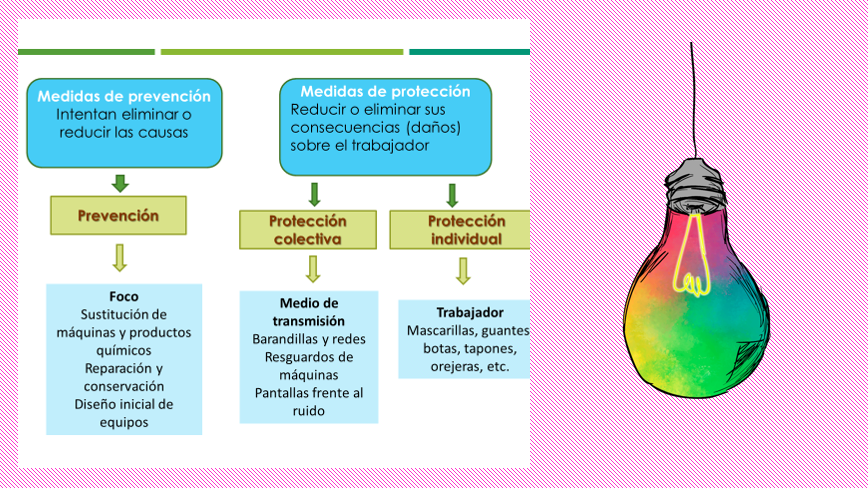 Medidas de prevención
Intentan eliminar o
reducir las causas
Medidas de protección
Reducir o eliminar sus
consecuencias (daños)
sobre el trabajador
Prevención
Protección
colectiva
Protección
individual
Foco
Sustitución de
máquinas y productos
químicos
Reparación y
conservación
Diseño inicial de
equipos
Medio de
transmisión
Barandillas y redes
Resguardos de
máquinas
Pantallas frente al
ruido
Trabajador
Mascarillas, guantes
botas, tapones,
orejeras, etc.